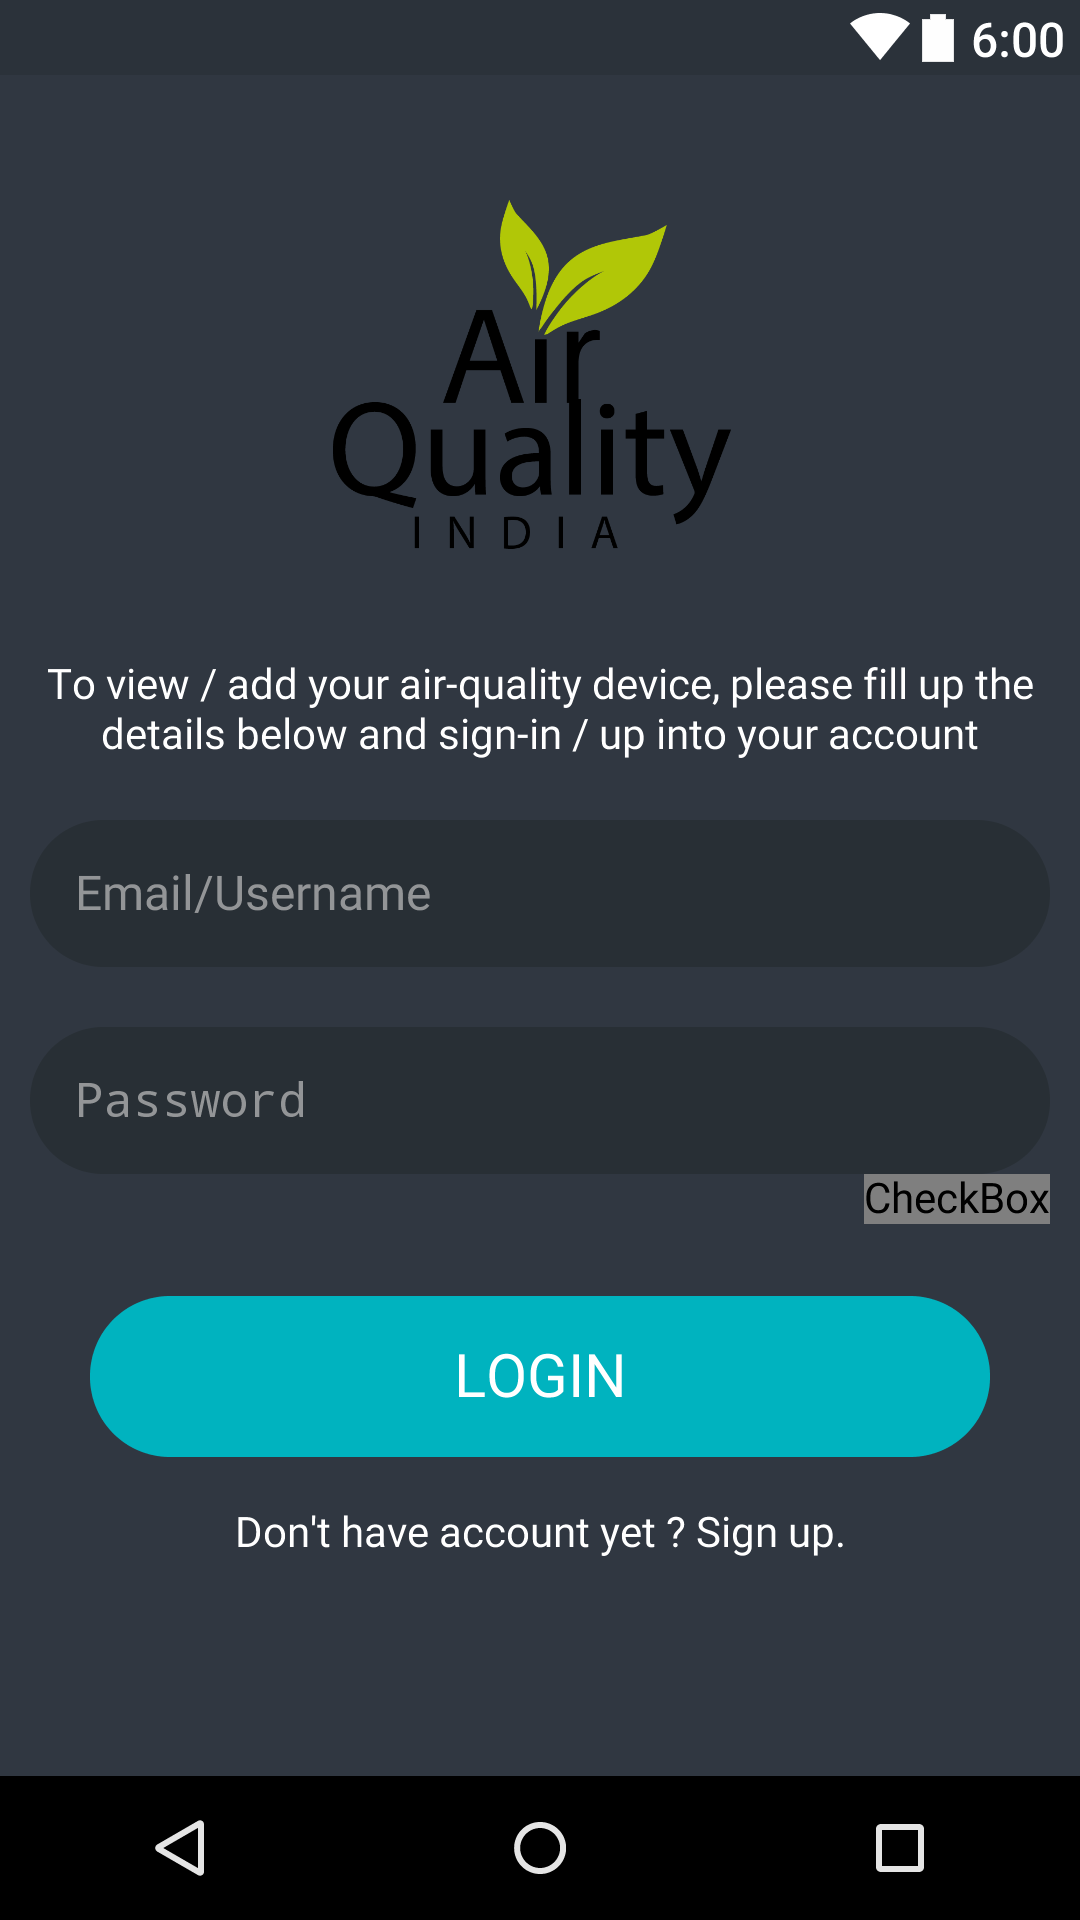 6:00
Air
Quality
INDIA
To view / add your air-quality device, please fill up the
details below and sign-in / up into your account
Email/Username
Password
CheckBox
LOGIN
Don't have account yet ? Sign up.